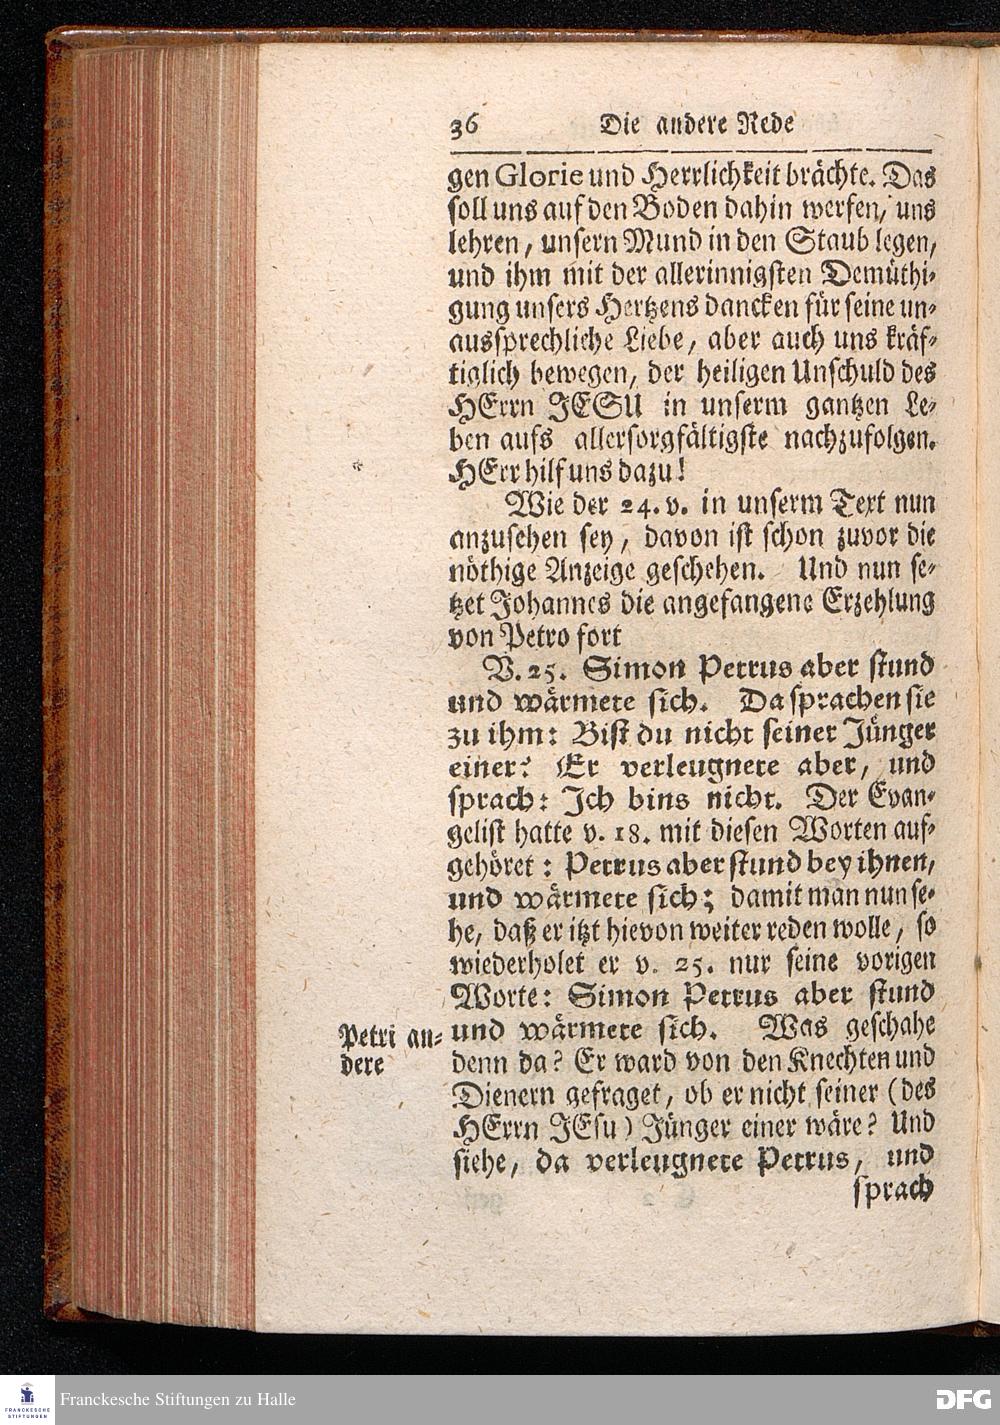 36 Die andere Rede
gen Glorie und Herrlichkeit brächte. Das
soll uns auf den Boden dahin werfen, uns
lehren, unsern Mund in den Staub legen,
und ihm mit der allerinnigsten Demüthi-
gung unsers Hertzens dancken für seine un-
aussprechliche Liebe, aber auch uns kräf-
tiglich bewegen, der heiligen Unschuld des
HErrn JESU in unserm gantzen Le-
ben aufs allersorgfältigste nachzufolgen.
HErr hilf uns dazu!
Wie der 24. v. in unserm Text nun
anzusehen sey, davon ist schon zuvor die
nöthige Anzeige geschehen. Und nun se-
tzet Johannes die angefangene Erzehlung
von Petro fort
V. 25. Simon Petrus aber stund
und wärmete sich. Da sprachen sie
zu ihm: Bist du nicht seiner Jünger
einer? Er verleugnete aber, und
sprach: Ich bins nicht. Der Evan-
gelist hatte v. 18. mit diesen Worten auf-
gehöret: Petrus aber stund bey ihnen,
und wärmete sich; damit man nun se-
he, daß er itzt hievon weiter reden wolle, so
wiederholet er v. 25. nur seine vorigen
Worte: Simon Petrus aber stund
und wärmete sich. Was geschahe
denn da? Er ward von den Knechten und
Dienern gefraget, ob er nicht seiner (des
HErrn JEsu) Jünger einer wäre? Und
siehe, da verleugnete Petrus, und
sprach
Petri an-
dere
FRANCKESCHE
STIFTUNGEN
Franckesche Stiftungen zu Halle
DFG